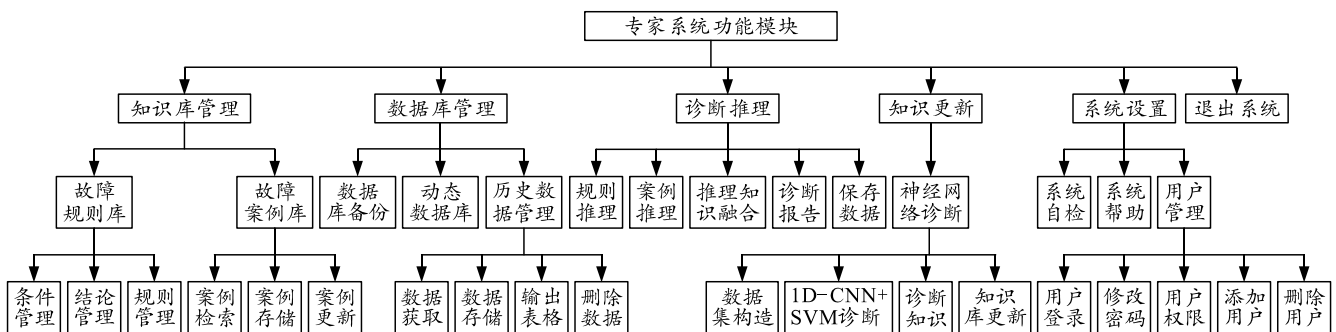 专家系统功能模块
知识库管理
数据库管理
诊断推理
知识更新
系统设置
退出系统
故障
规则库
故障
案例库
数据
库备份
动态
数据库
历史数
据管理
规则
推理
案例
推理
推理知
识融合
诊断
报告
保存
数据
神经网
络诊断
系统
自检
系统
帮助
用户
管理
条件
管理
结论
管理
规则
管理
案例
检索
案例
存储
案例
更新
数据
获取
数据
存储
输出
表格
删除
数据
数据
集构造
1D-CNN+
SVM诊断
诊断
知识
知识
库更新
用户
登录
修改
密码
用户
权限
添加
用户
删除
用户